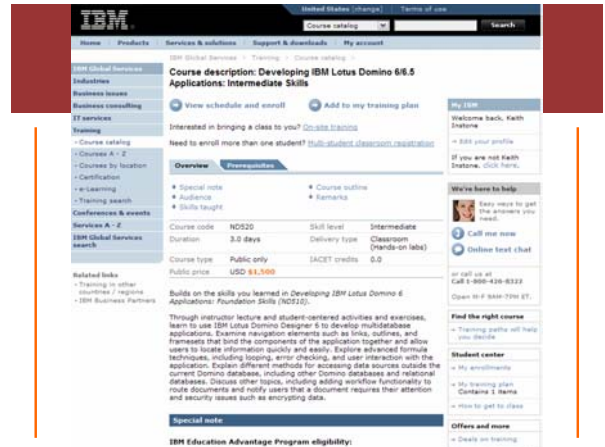 United States [change] Terms of use
IBM
Course catalog
Search
Home Products Services & solutions Support & downloads My account
IBM Global Services Training Course catalog
IBM Global Services
Industries
Business issues
Business consulting
IT services
Training
- Course catalog
- Courses A - Z
- Courses by location
- Certification
- e-Learning
- Training search
Conferences & events
Services A - Z
IBM Global Services
search
Related links
- Training in other
countries / regions
- IBM Business Partners
Course description: Developing IBM Lotus Domino 6/6.5
Applications: Intermediate Skills
View schedule and enroll Add to my training plan
Interested in bringing a class to you? On-site training
Need to enroll more than one student? Multi-student classroom registration
Overview Prerequisites
Special note Course outline
Audience Remarks
Skills taught
Course code ND520 Skill level Intermediate
Duration 3.0 days Delivery type Classroom
(Hands-on labs)
Course type Public only IACET credits 0.0
Public price USD $1,500
Builds on the skills you learned in Developing IBM Lotus Domino 6
Applications: Foundation Skills (ND510).
Through instructor lecture and student-centered activities and exercises,
learn to use IBM Lotus Domino Designer 6 to develop multidatabase
applications. Examine navigation elements such as links, outlines, and
framesets that bind the components of the application together and allow
users to locate information quickly and easily. Explore advanced formula
techniques, including looping, error checking, and user interaction with the
application. Explain different methods for accessing data sources outside the
current Domino database, including other Domino databases and relational
databases. Discuss other topics, including adding workflow functionality to
route documents and notify users that a document requires their attention
and security issues such as encrypting data.
Special note
IBM Education Advantage Program eligibility:
My IBM
Welcome back, Keith
Instone
Edit your profile
If you are not Keith
Instone, click here.
We're here to help
Easy ways to get
the answers you
need.
Call me now
Online text chat
or call us at
Call 1-800-426-8322
Open M-F 9AM-7PM ET.
Find the right course
Training paths will help
you decide
Student center
My enrollments
My training plan
Contains 1 items
How to get to class
Offers and more
Deals on training